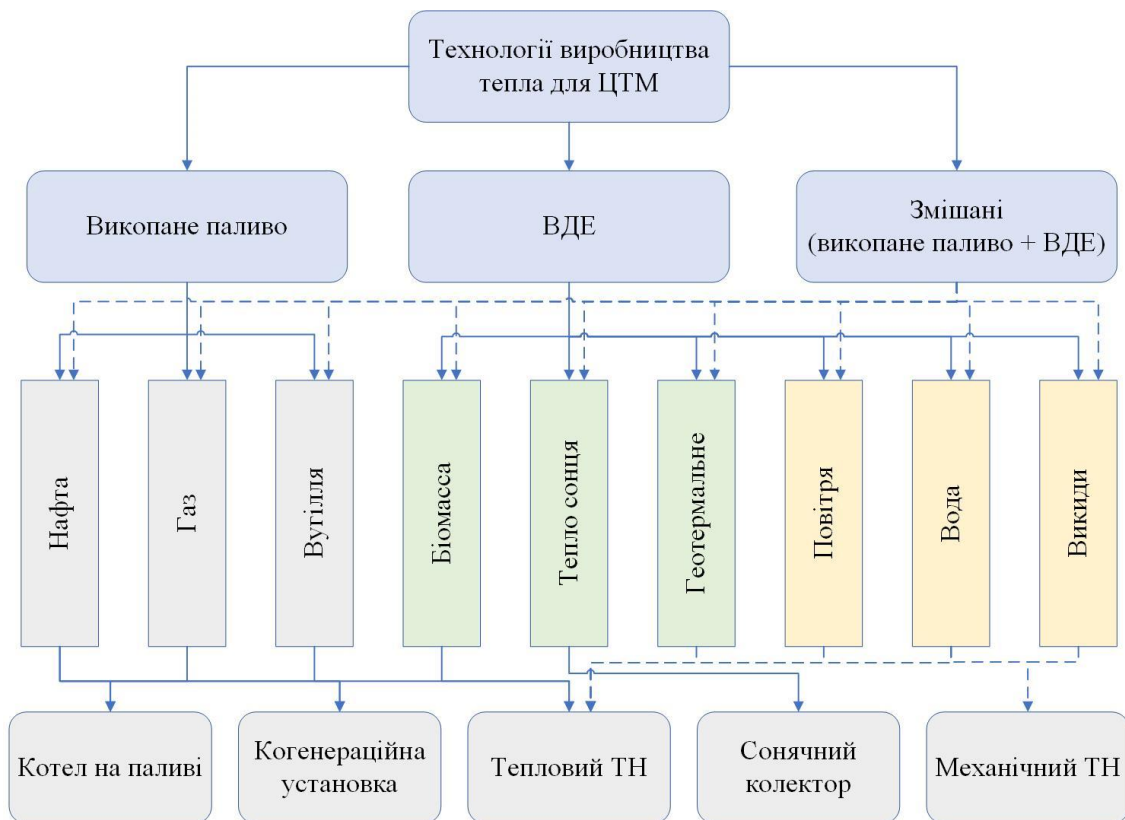 Технології виробництва
тепла для ЦТМ
Викопане паливо
ВДЕ
Змішані
(викопане паливо + ВДЕ)
Нафта
Газ
Вугілля
Біомасса
Тепло сонця
Геотермальне
Повітря
Вода
Викиди
Котел на паливі
Когенераційна
установка
Тепловий ТН
Сонячний
колектор
Механічний ТН